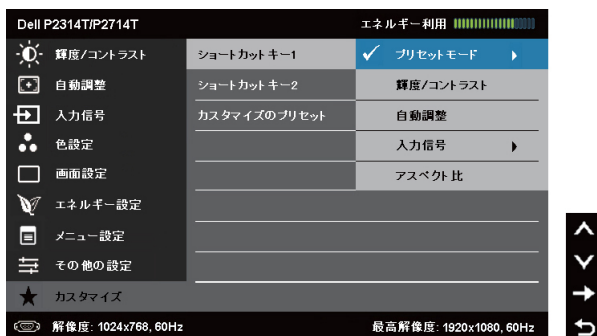 Dell P2314T/P2714T エネルギー利用
輝度/コントラスト
自動調整
入力信号
色設定
画面設定
エネルギー設定
メニュー設定
その他の設定
カスタマイズ
ショートカット キー1
ショートカット キー2
カスタマイズのプリセット
プリセットモード
輝度/コントラスト
自動調整
入力信号
アスペクト 比
解像度: 1024x768, 60Hz 最高解像度: 1920x1080, 60Hz